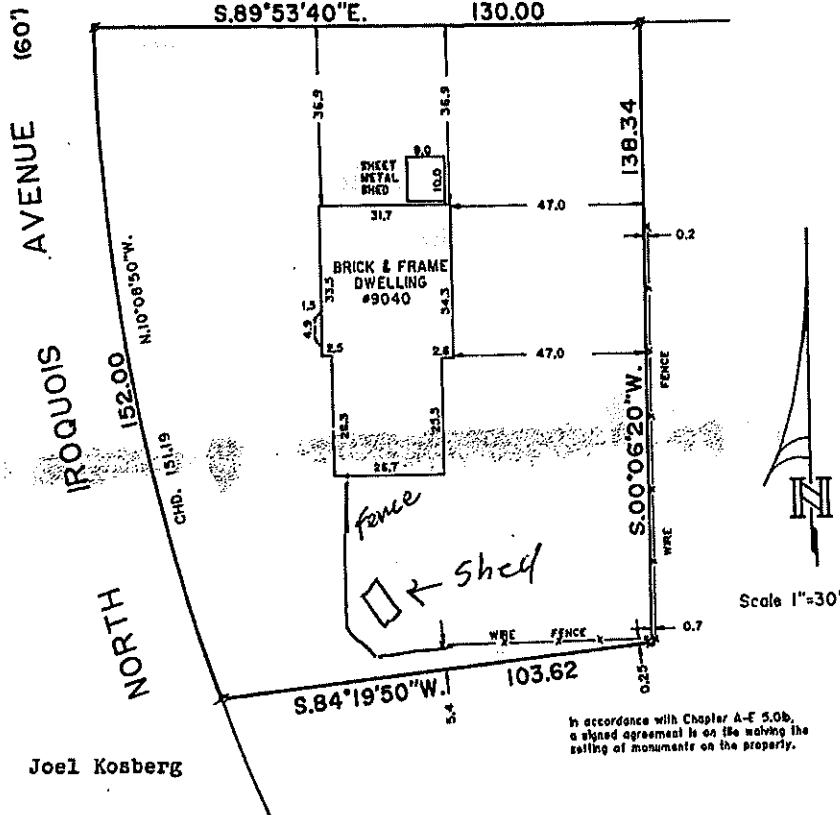 S.89°53'40"E. 130.00
(60')
AVENUE
IROQUOIS
NORTH
36.9
36.9
138.34
SHEET
METAL
SHED
9.0
10.0
31.7
47.0
0.2
BRICK & FRAME
DWELLING
#9040
33.5
34.3
1.3
4.9
2.5
2.8
47.0
N.10°08'50"W.
152.00
CHD. 151.19
FENCE
S.00°06'20"W.
26.7
Fence
← Shed
WIRE
N
Scale 1"=30'
WIRE FENCE
0.7
S.84°19'50"W. 103.62
5.4
0.25
In accordance with Chapter A-E 5.06,
a signed agreement is on file waiving the
setting of monuments on the property.
Joel Kosberg